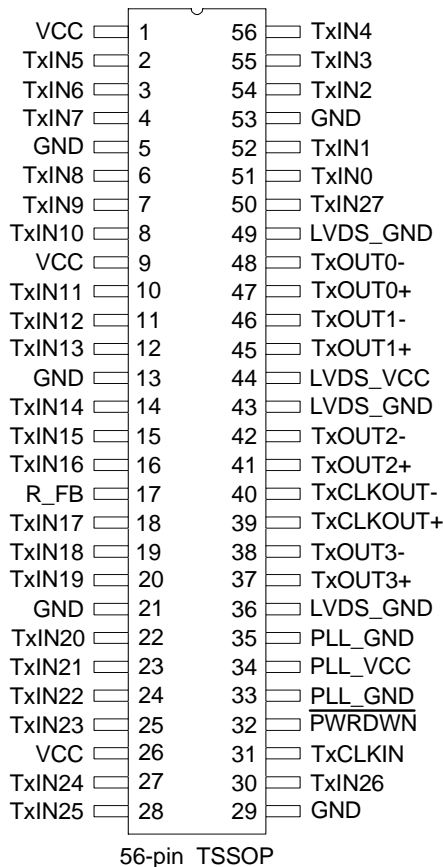 VCC 1 56 TxIN4
TxIN5 2 55 TxIN3
TxIN6 3 54 TxIN2
TxIN7 4 53 GND
GND 5 52 TxIN1
TxIN8 6 51 TxIN0
TxIN9 7 50 TxIN27
TxIN10 8 49 LVDS_GND
VCC 9 48 TxOUT0-
TxIN11 10 47 TxOUT0+
TxIN12 11 46 TxOUT1-
TxIN13 12 45 TxOUT1+
GND 13 44 LVDS_VCC
TxIN14 14 43 LVDS_GND
TxIN15 15 42 TxOUT2-
TxIN16 16 41 TxOUT2+
R_FB 17 40 TxCLKOUT-
TxIN17 18 39 TxCLKOUT+
TxIN18 19 38 TxOUT3-
TxIN19 20 37 TxOUT3+
GND 21 36 LVDS_GND
TxIN20 22 35 PLL_GND
TxIN21 23 34 PLL_VCC
TxIN22 24 33 PLL_GND
TxIN23 25 32 PWRDWN
VCC 26 31 TxCLKIN
TxIN24 27 30 TxIN26
TxIN25 28 29 GND
56-pin TSSOP